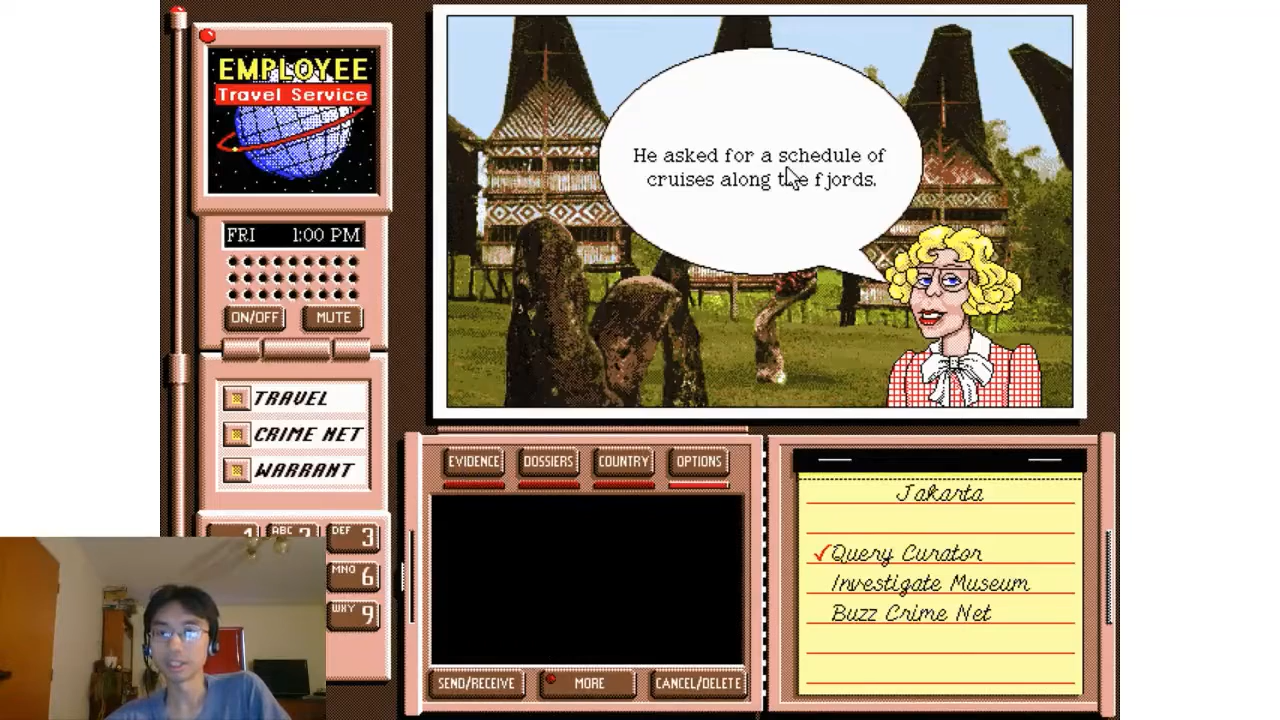 EMPLOYEE
Travel Service
FRI 1:00 PM
ON/OFF MUTE
TRAVEL
CRIME NET
WARRANT
ABC
DEF 3
MNO 6
WXY 9
He asked for a schedule of
cruises along the fjords.
EVIDENCE DOSSIERS COUNTRY OPTIONS
SEND/RECEIVE MORE CANCEL/DELETE
Jakarta
✓Query Curator
Investigate Museum
Buzz Crime Net